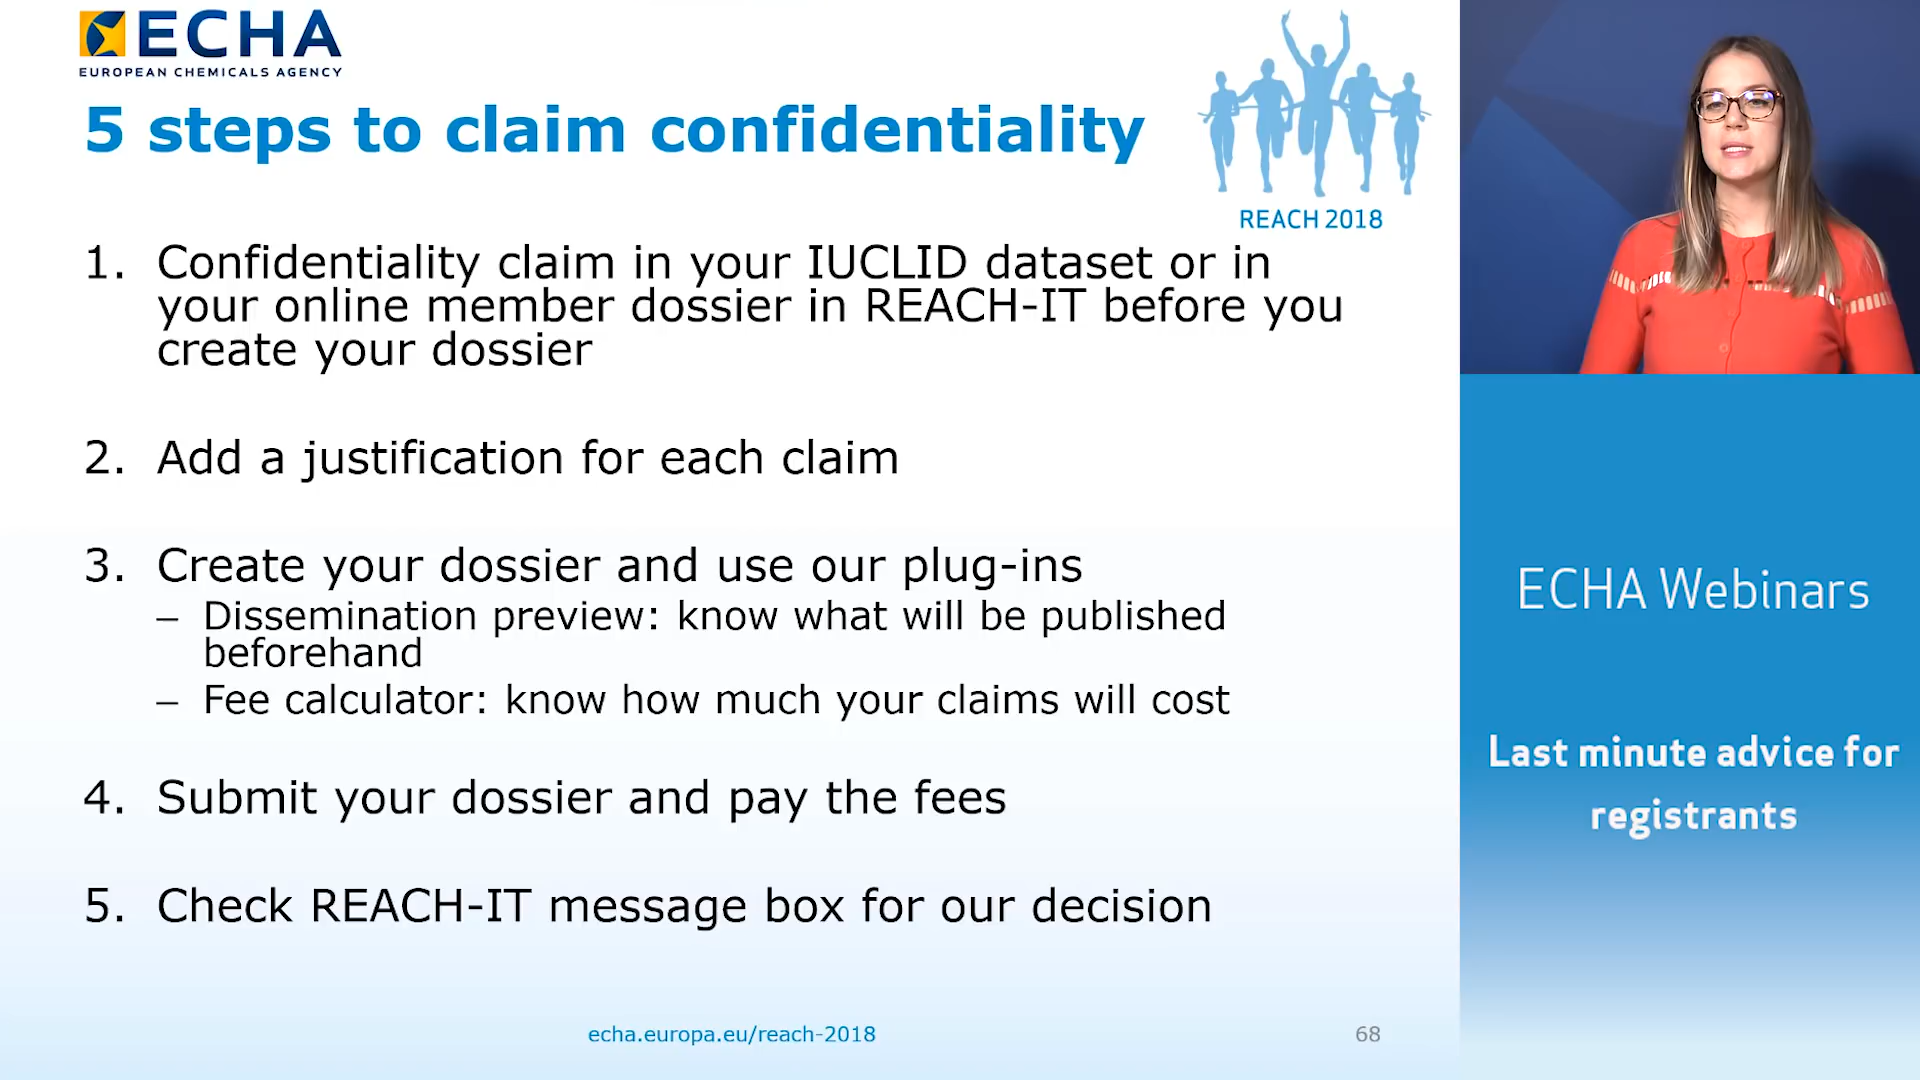 ECHA
EUROPEAN CHEMICALS AGENCY
5 steps to claim confidentiality
REACH 2018
1. Confidentiality claim in your IUCLID dataset or in
your online member dossier in REACH-IT before you
create your dossier
2. Add a justification for each claim
3. Create your dossier and use our plug-ins
– Dissemination preview: know what will be published
beforehand
– Fee calculator: know how much your claims will cost
4. Submit your dossier and pay the fees
5. Check REACH-IT message box for our decision
echa.europa.eu/reach-2018
68
ECHA Webinars
Last minute advice for
registrants